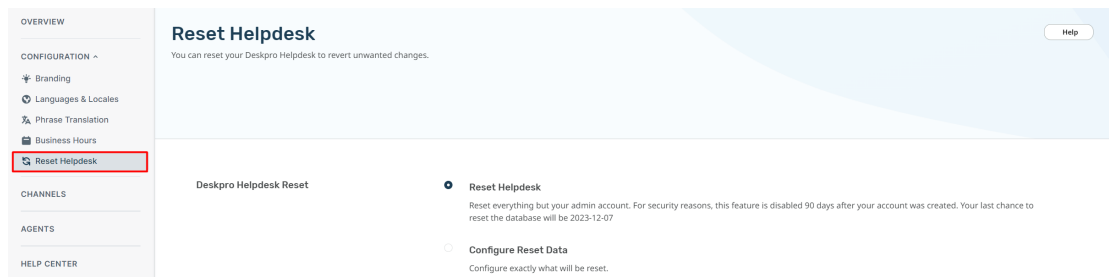 OVERVIEW
CONFIGURATION
Branding
Languages & Locales
Phrase Translation
Business Hours
Reset Helpdesk
CHANNELS
AGENTS
HELP CENTER
Reset Helpdesk
You can reset your Deskpro Helpdesk to revert unwanted changes.
Help
Deskpro Helpdesk Reset
Reset Helpdesk
Reset everything but your admin account. For security reasons, this feature is disabled 90 days after your account was created. Your last chance to
reset the database will be 2023-12-07
Configure Reset Data
Configure exactly what will be reset.